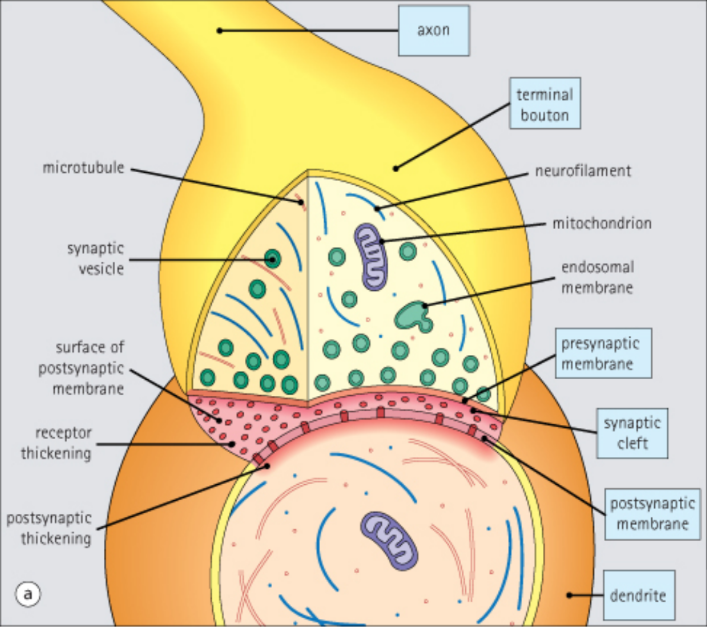 axon
terminal
bouton
microtubule
neurofilament
mitochondrion
synaptic
vesicle
endosomal
membrane
surface of
postsynaptic
membrane
presynaptic
membrane
receptor
thickening
synaptic
cleft
postsynaptic
thickening
postsynaptic
membrane
a
dendrite